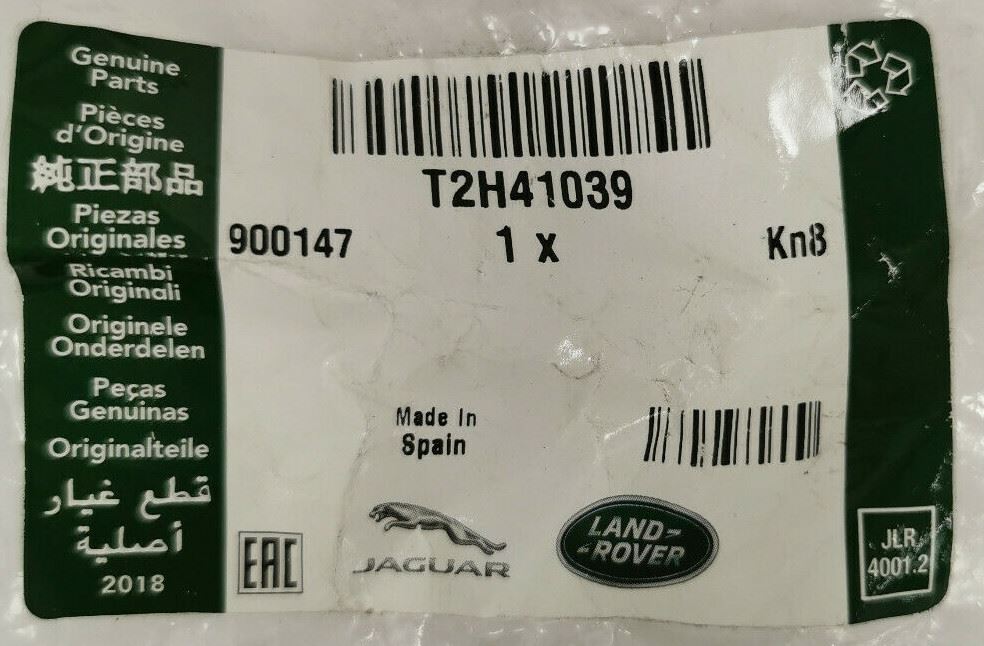 Genuine
Parts
Pièces
d'Origine
純正部品
Piezas
Originales
Ricambi
Originali
Originele
Onderdelen
Peças
Genuinas
Originalteile
قطع غيار
أصلية
2018
T2H41039
900147 1 x Kn8
Made In
Spain
EAC
JAGUAR
LAND-
-ROVER
JLR
4001.2